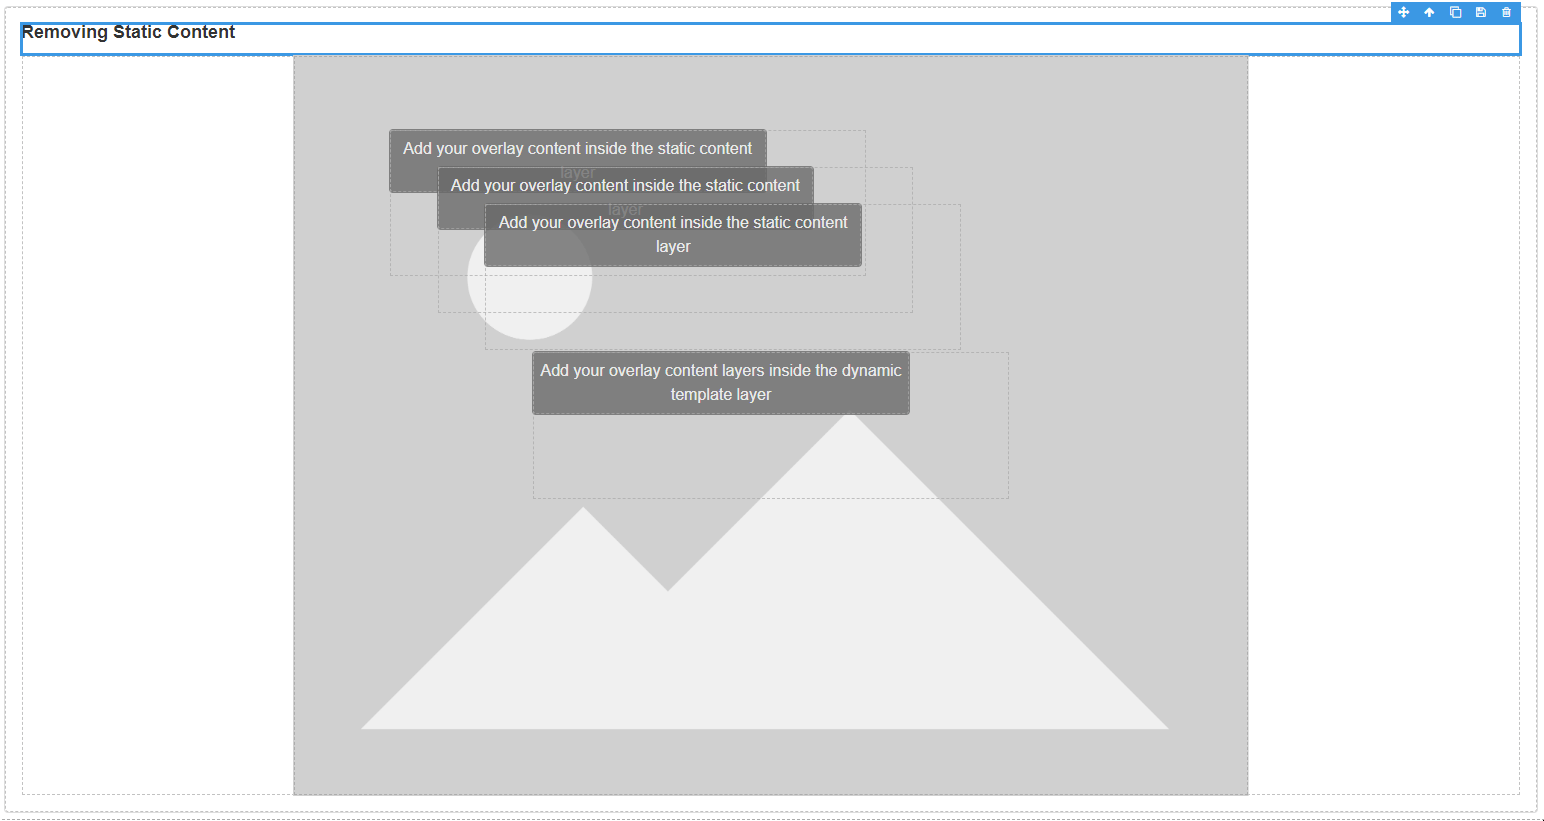 Removing Static Content
Add your overlay content inside the static content
layer
Add your overlay content inside the static content
layer
Add your overlay content inside the static content
layer
Add your overlay content layers inside the dynamic
template layer